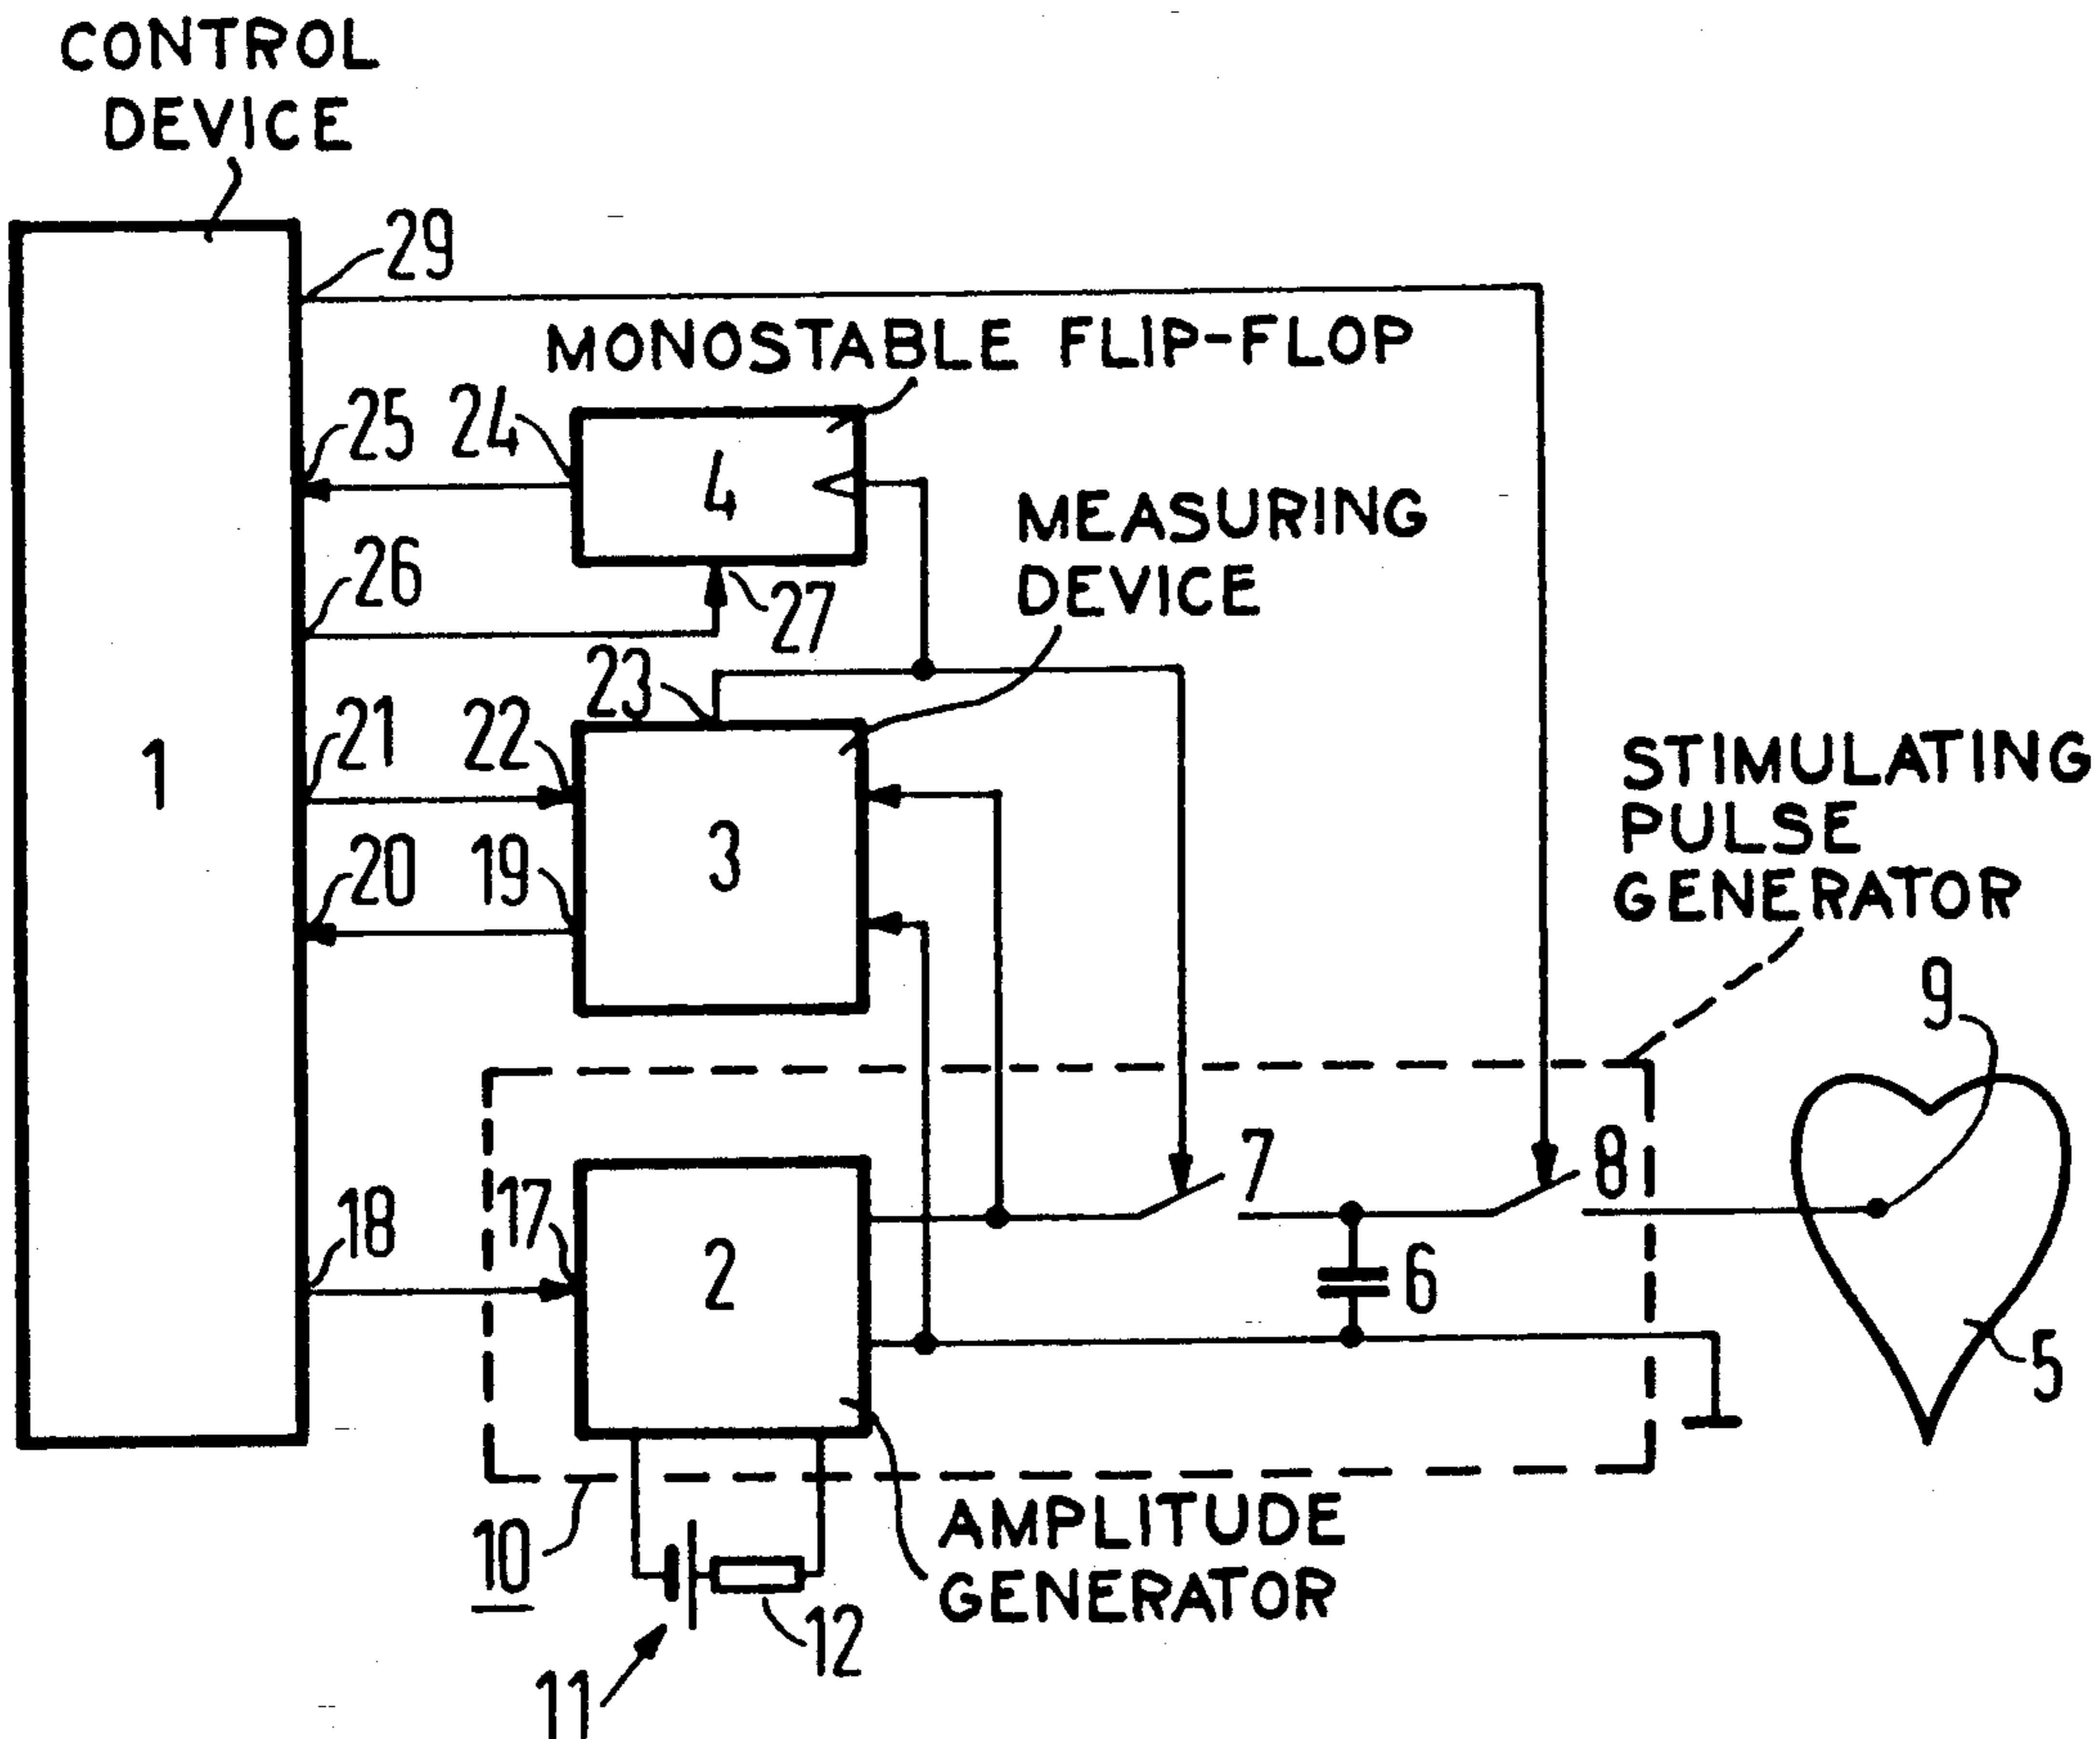 CONTROL
DEVICE
29
MONOSTABLE FLIP-FLOP
25 24
4
MEASURING
DEVICE
26
27
23
21 22
1
STIMULATING
PULSE
GENERATOR
3
20 19
9
7
8
18 17
2
6
5
10
AMPLITUDE
GENERATOR
12
11